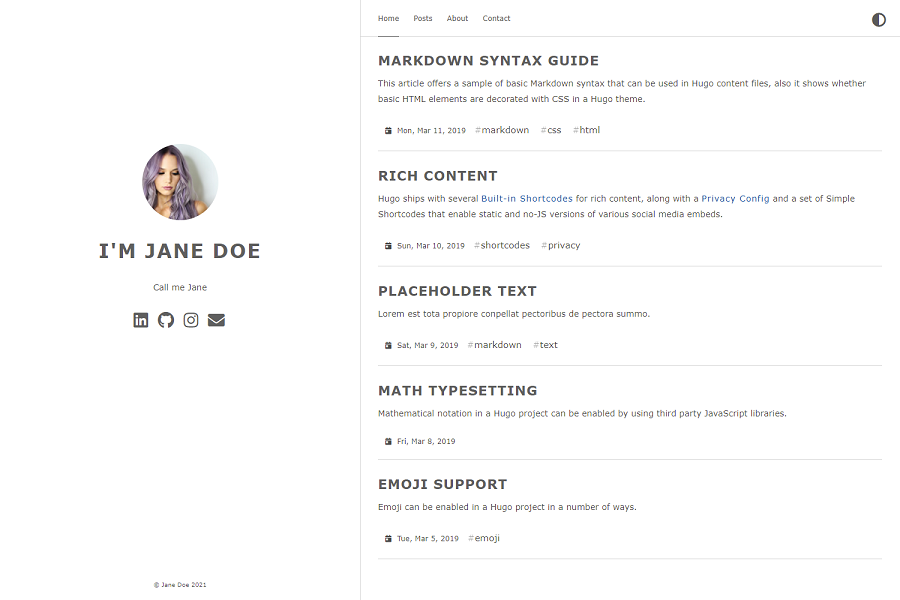 I'M JANE DOE
Call me Jane
© Jane Doe 2021
Home Posts About Contact
MARKDOWN SYNTAX GUIDE
This article offers a sample of basic Markdown syntax that can be used in Hugo content files, also it shows whether
basic HTML elements are decorated with CSS in a Hugo theme.
Mon, Mar 11, 2019 #markdown #css #html
RICH CONTENT
Hugo ships with several Built-in Shortcodes for rich content, along with a Privacy Config and a set of Simple
Shortcodes that enable static and no-JS versions of various social media embeds.
Sun, Mar 10, 2019 #shortcodes #privacy
PLACEHOLDER TEXT
Lorem est tota propiore conpellat pectoribus de pectora summo.
Sat, Mar 9, 2019 #markdown #text
MATH TYPESETTING
Mathematical notation in a Hugo project can be enabled by using third party JavaScript libraries.
Fri, Mar 8, 2019
EMOJI SUPPORT
Emoji can be enabled in a Hugo project in a number of ways.
Tue, Mar 5, 2019 #emoji